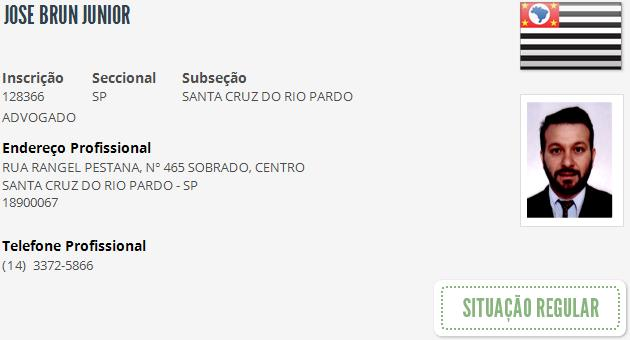 JOSE BRUN JUNIOR
Inscrição Seccional Subseção
128366 SP SANTA CRUZ DO RIO PARDO
ADVOGADO
Endereço Profissional
RUA RANGEL PESTANA, Nº 465 SOBRADO, CENTRO
SANTA CRUZ DO RIO PARDO - SP
18900067
Telefone Profissional
(14) 3372-5866
SITUAÇÃO REGULAR